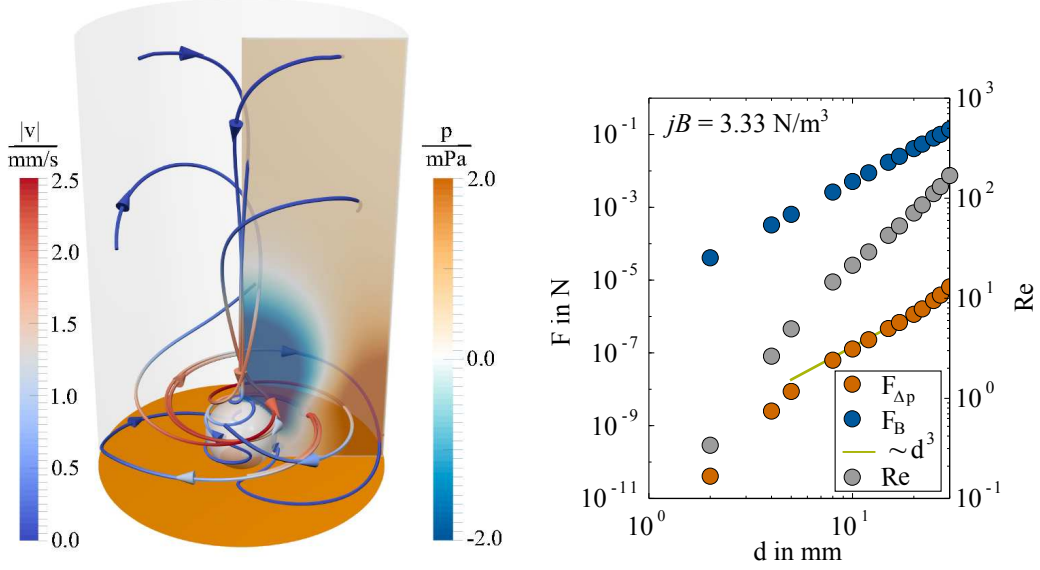 |v|
mm/s
2.5
2.0
1.5
1.0
0.5
0.0
p
mPa
2.0
0.0
-2.0
jB = 3.33 N/m³
F in N
10⁻¹
10⁻³
10⁻⁵
10⁻⁷
10⁻⁹
10⁻¹¹
10⁰
10¹
d in mm
10³
10²
10¹
10⁰
10⁻¹
Re
F_Δp
F_B
~d³
Re